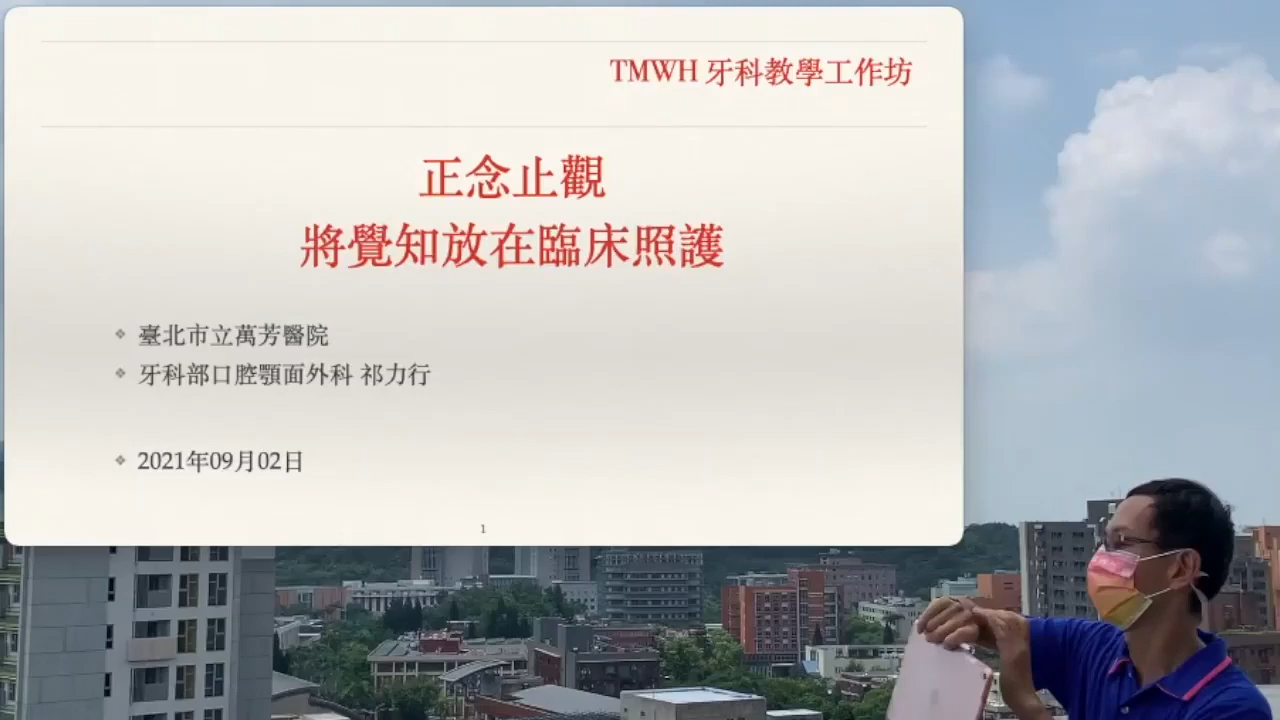 TMWH 牙科教學工作坊
正念止觀
將覺知放在臨床照護
臺北市立萬芳醫院
牙科部口腔顎面外科 祁力行
2021年09月02日
1